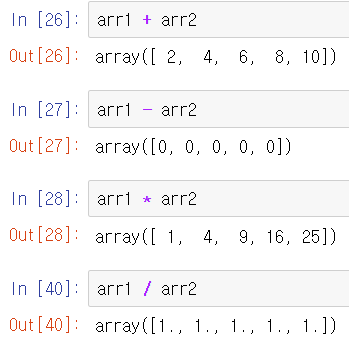 In [26]: arr1 + arr2
Out[26]: array([ 2,  4,  6,  8, 10])
In [27]: arr1 - arr2
Out[27]: array([0, 0, 0, 0, 0])
In [28]: arr1 * arr2
Out[28]: array([ 1,  4,  9, 16, 25])
In [40]: arr1 / arr2
Out[40]: array([1., 1., 1., 1., 1.])